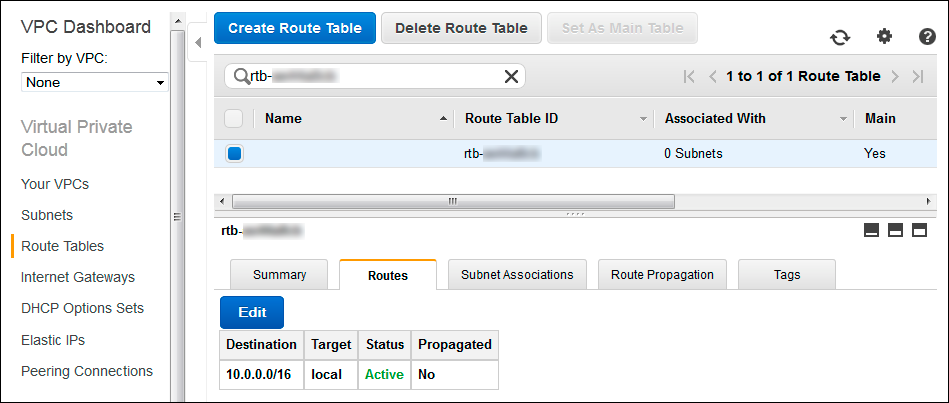 VPC Dashboard
Filter by VPC:
None
Virtual Private
Cloud
Your VPCs
Subnets
Route Tables
Internet Gateways
DHCP Options Sets
Elastic IPs
Peering Connections
Create Route Table Delete Route Table Set As Main Table
rtb-
1 to 1 of 1 Route Table
Name Route Table ID Associated With Main
rtb- 0 Subnets Yes
rtb-
Summary Routes Subnet Associations Route Propagation Tags
Edit
Destination Target Status Propagated
10.0.0.0/16 local Active No